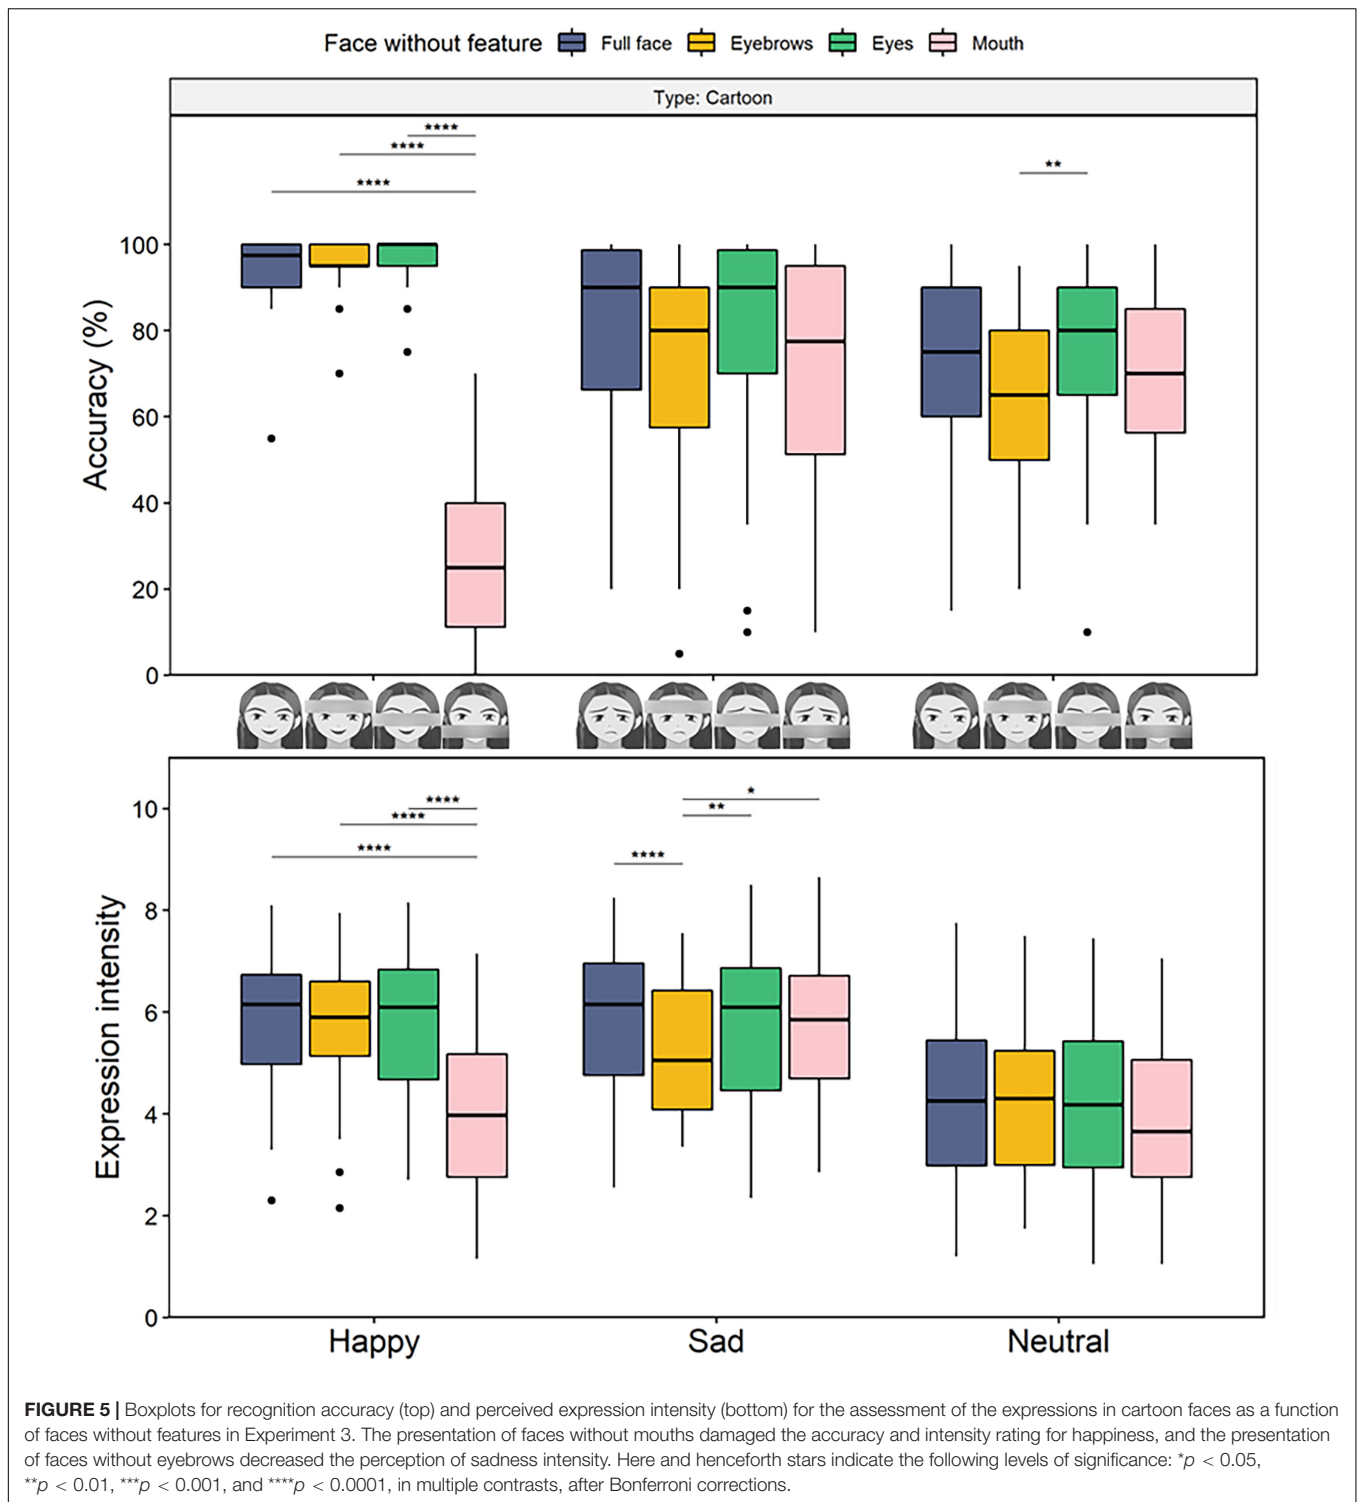 Face without feature Full face Eyebrows Eyes Mouth
Type: Cartoon
****
****
****
**
Accuracy (%)
100
80
60
40
20
0
****
****
****
*
**
****
Expression intensity
10
8
6
4
2
0
Happy Sad Neutral
FIGURE 5 | Boxplots for recognition accuracy (top) and perceived expression intensity (bottom) for the assessment of the expressions in cartoon faces as a function
of faces without features in Experiment 3. The presentation of faces without mouths damaged the accuracy and intensity rating for happiness, and the presentation
of faces without eyebrows decreased the perception of sadness intensity. Here and henceforth stars indicate the following levels of significance: *p < 0.05,
**p < 0.01, ***p < 0.001, and ****p < 0.0001, in multiple contrasts, after Bonferroni corrections.